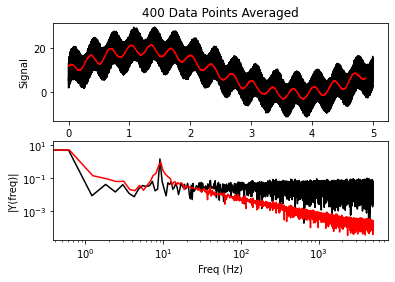 400 Data Points Averaged
Signal
20
0
0 1 2 3 4 5
|Y(freq)|
10¹
10⁻¹
10⁻³
10⁰ 10¹ 10² 10³
Freq (Hz)